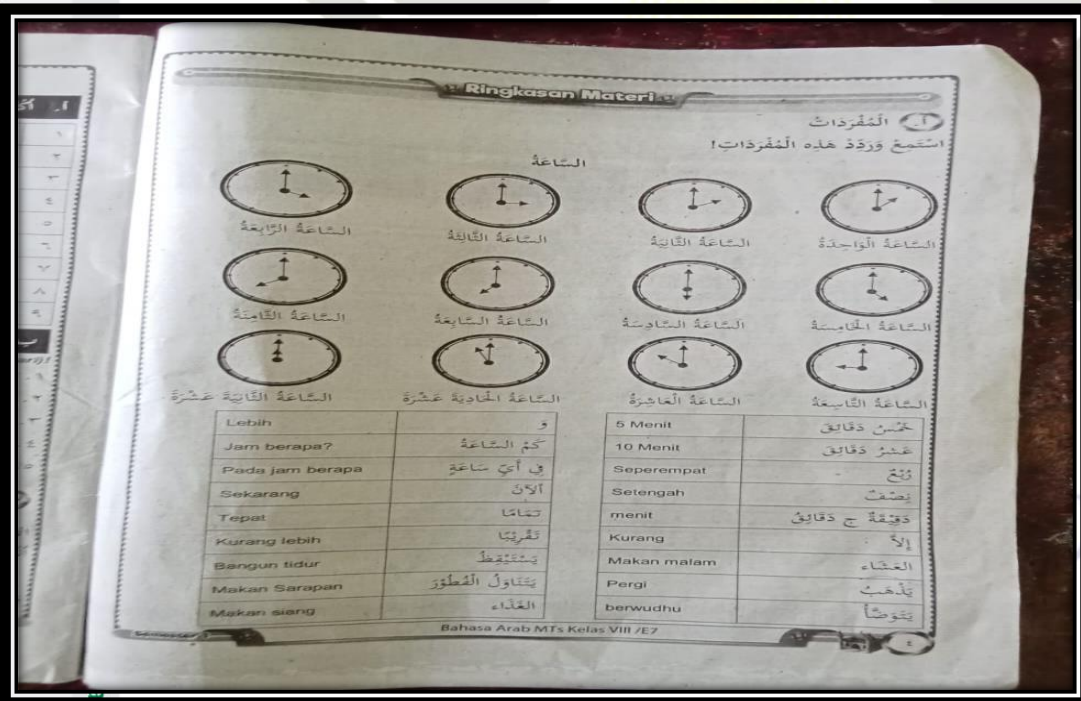 Ringkasan Materi
أ. الْمُفْرَدَاتُ
اسْتَمِعْ وَرَدِّدْ هَذِهِ الْمُفْرَدَاتِ!
السَّاعَةُ
السَّاعَةُ الْوَاحِدَةُ
السَّاعَةُ الثَّانِيَةُ
السَّاعَةُ الثَّالِثَةُ
السَّاعَةُ الرَّابِعَةُ
السَّاعَةُ الْخَامِسَةُ
السَّاعَةُ السَّادِسَةُ
السَّاعَةُ السَّابِعَةُ
السَّاعَةُ الثَّامِنَةُ
السَّاعَةُ التَّاسِعَةُ
السَّاعَةُ الْعَاشِرَةُ
السَّاعَةُ الْحَادِيَةَ عَشْرَةَ
السَّاعَةُ الثَّانِيَةَ عَشْرَةَ
خَمْسُ دَقَائِقَ 5 Menit وَ Lebih
عَشْرُ دَقَائِقَ 10 Menit كَمِ السَّاعَةُ Jam berapa?
رُبْعٌ Seperempat فِي أَيِّ سَاعَةٍ Pada jam berapa
نِصْفٌ Setengah اَلْآنَ Sekarang
دَقِيْقَةٌ ج دَقَائِقُ menit تَمَامًا Tepat
إِلاَّ Kurang تَقْرِيْبًا Kurang lebih
العَشَاء Makan malam يَسْتَيْقِظُ Bangun tidur
يَذْهَبُ Pergi يَتَنَاوَلُ الْفُطُوْرَ Makan Sarapan
يَتَوَضَّأُ berwudhu الغَدَاء Makan siang
Bahasa Arab MTs Kelas VIII /E7
٤